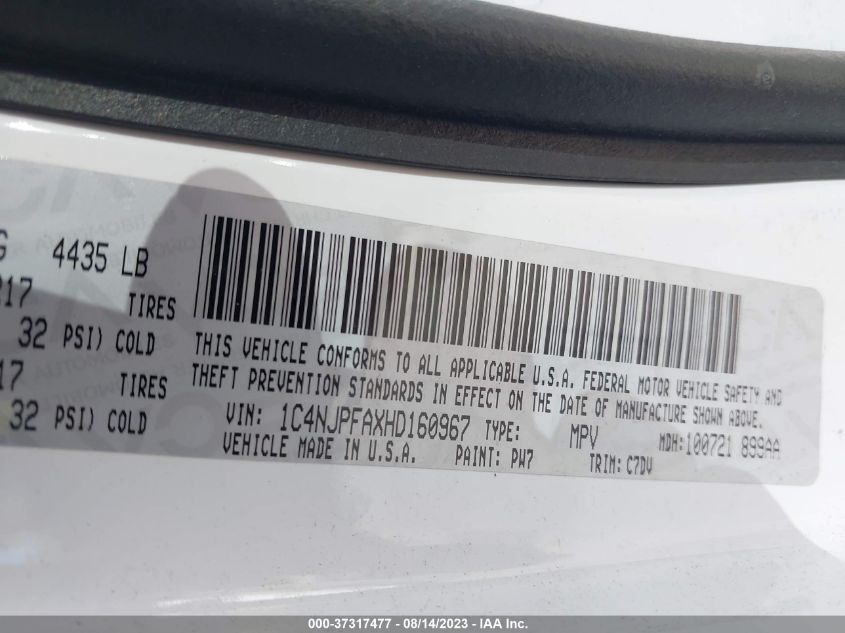 G 4435 LB
R17 TIRES
32 PSI) COLD
17 TIRES
32 PSI) COLD
THIS VEHICLE CONFORMS TO ALL APPLICABLE U.S.A. FEDERAL MOTOR VEHICLE SAFETY AND
THEFT PREVENTION STANDARDS IN EFFECT ON THE DATE OF MANUFACTURE SHOWN ABOVE.
VIN: 1C4NJPFAXHD160967 TYPE: MPV MDH:100721 899AA
VEHICLE MADE IN U.S.A. PAINT: PW7 TRIM: C7DV
000-37317477 - 08/14/2023 - IAA Inc.